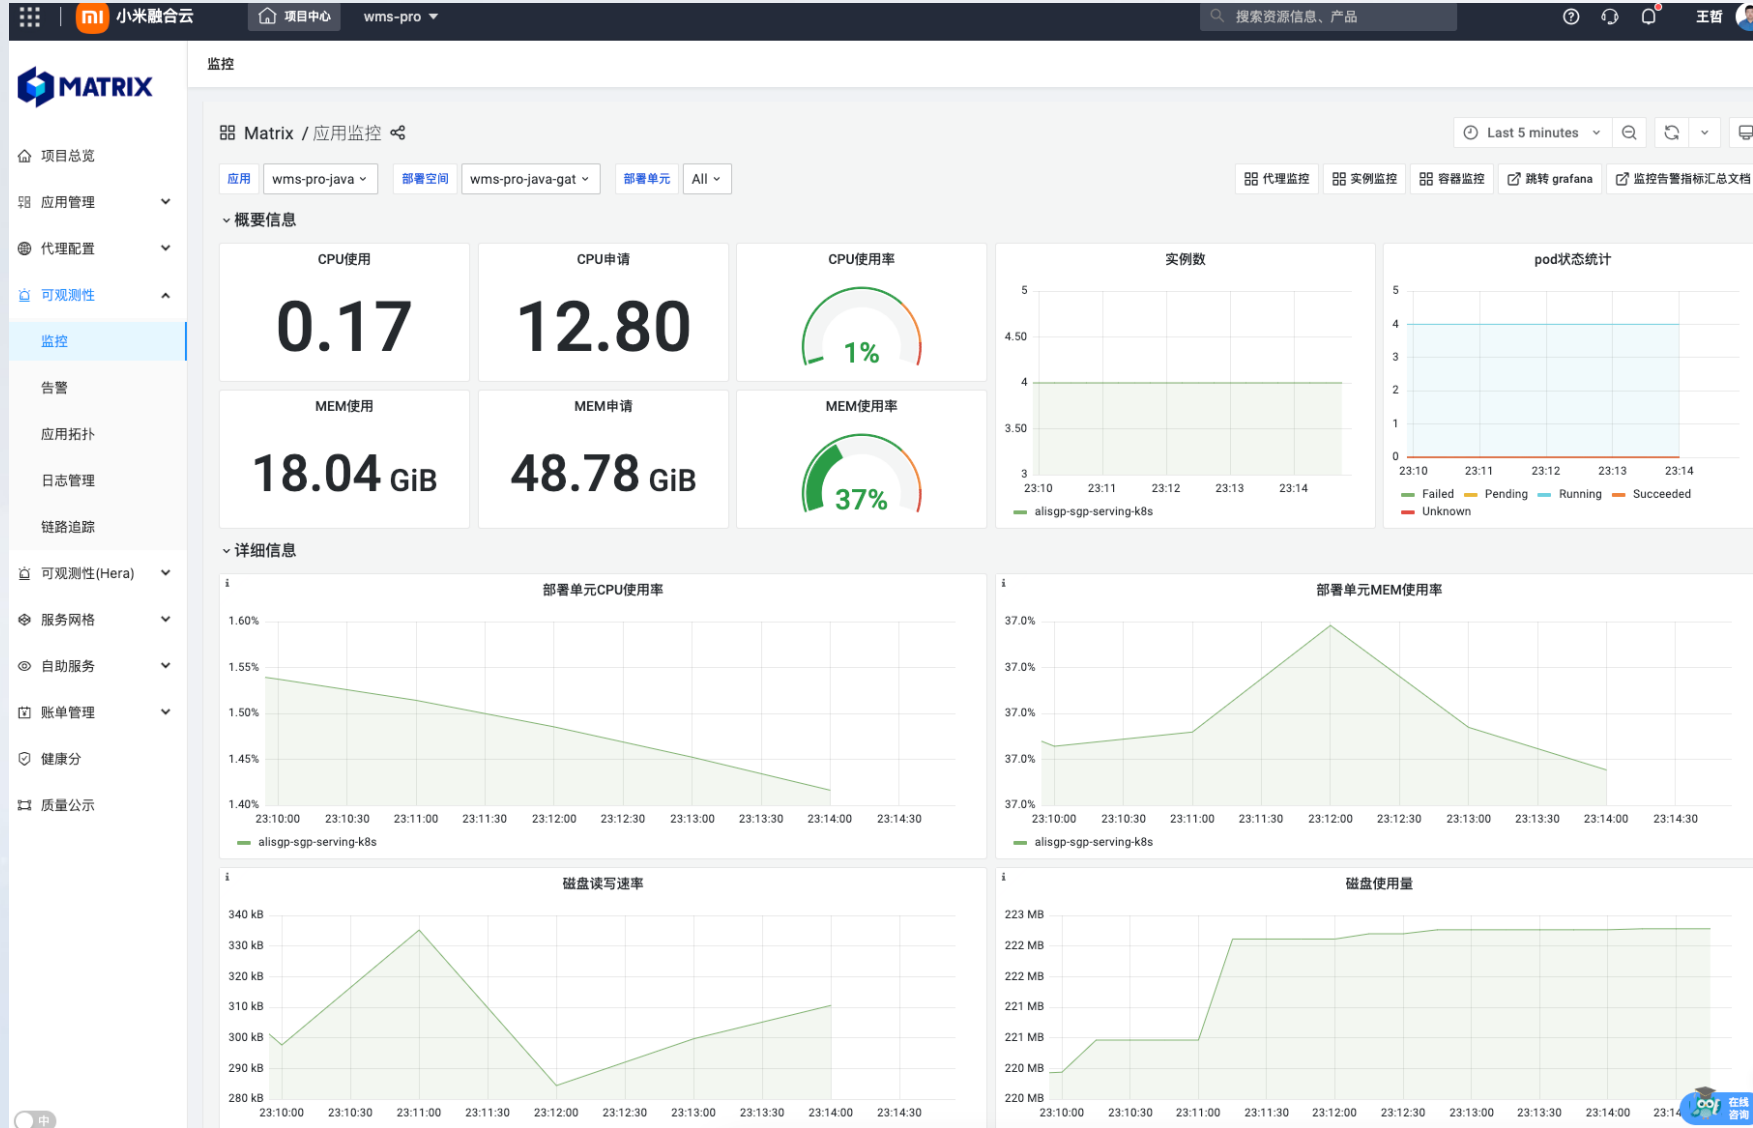 小米融合云
项目中心
wms-pro
搜索资源信息、产品
王哲
MATRIX
项目总览
应用管理
代理配置
可观测性
监控
告警
应用拓扑
日志管理
链路追踪
可观测性(Hera)
服务网格
自助服务
账单管理
健康分
质量公示
中
监控
Matrix / 应用监控
Last 5 minutes
应用 wms-pro-java 部署空间 wms-pro-java-gat 部署单元 All
代理监控 实例监控 容器监控 跳转 grafana 监控告警指标汇总文档
概要信息
CPU使用
0.17
CPU申请
12.80
CPU使用率
1%
MEM使用
18.04 GiB
MEM申请
48.78 GiB
MEM使用率
37%
实例数
5
4.50
4
3.50
3
23:10 23:11 23:12 23:13 23:14
alisgp-sgp-serving-k8s
pod状态统计
5
4
3
2
1
0
23:10 23:11 23:12 23:13 23:14
Failed Pending Running Succeeded
Unknown
详细信息
部署单元CPU使用率
1.60%
1.55%
1.50%
1.45%
1.40%
23:10:00 23:10:30 23:11:00 23:11:30 23:12:00 23:12:30 23:13:00 23:13:30 23:14:00 23:14:30
alisgp-sgp-serving-k8s
部署单元MEM使用率
37.0%
37.0%
37.0%
37.0%
37.0%
23:10:00 23:10:30 23:11:00 23:11:30 23:12:00 23:12:30 23:13:00 23:13:30 23:14:00 23:14:30
alisgp-sgp-serving-k8s
磁盘读写速率
340 kB
330 kB
320 kB
310 kB
300 kB
290 kB
280 kB
23:10:00 23:10:30 23:11:00 23:11:30 23:12:00 23:12:30 23:13:00 23:13:30 23:14:00 23:14:30
磁盘使用量
223 MB
222 MB
222 MB
221 MB
221 MB
220 MB
220 MB
23:10:00 23:10:30 23:11:00 23:11:30 23:12:00 23:12:30 23:13:00 23:13:30 23:14:00 23:14
在线
咨询